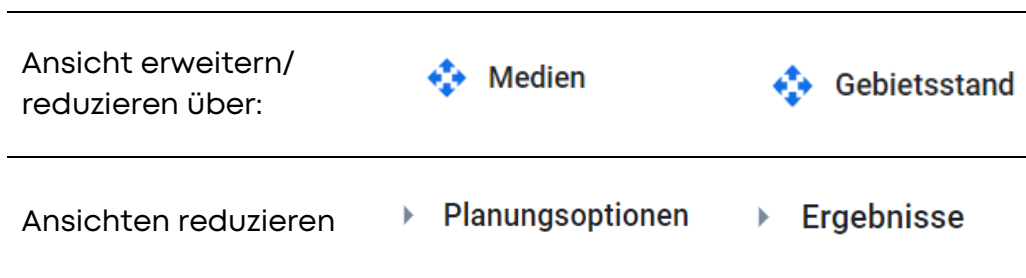 Ansicht erweitern/
reduzieren über:
Medien
Gebietsstand
Ansichten reduzieren
Planungsoptionen
Ergebnisse